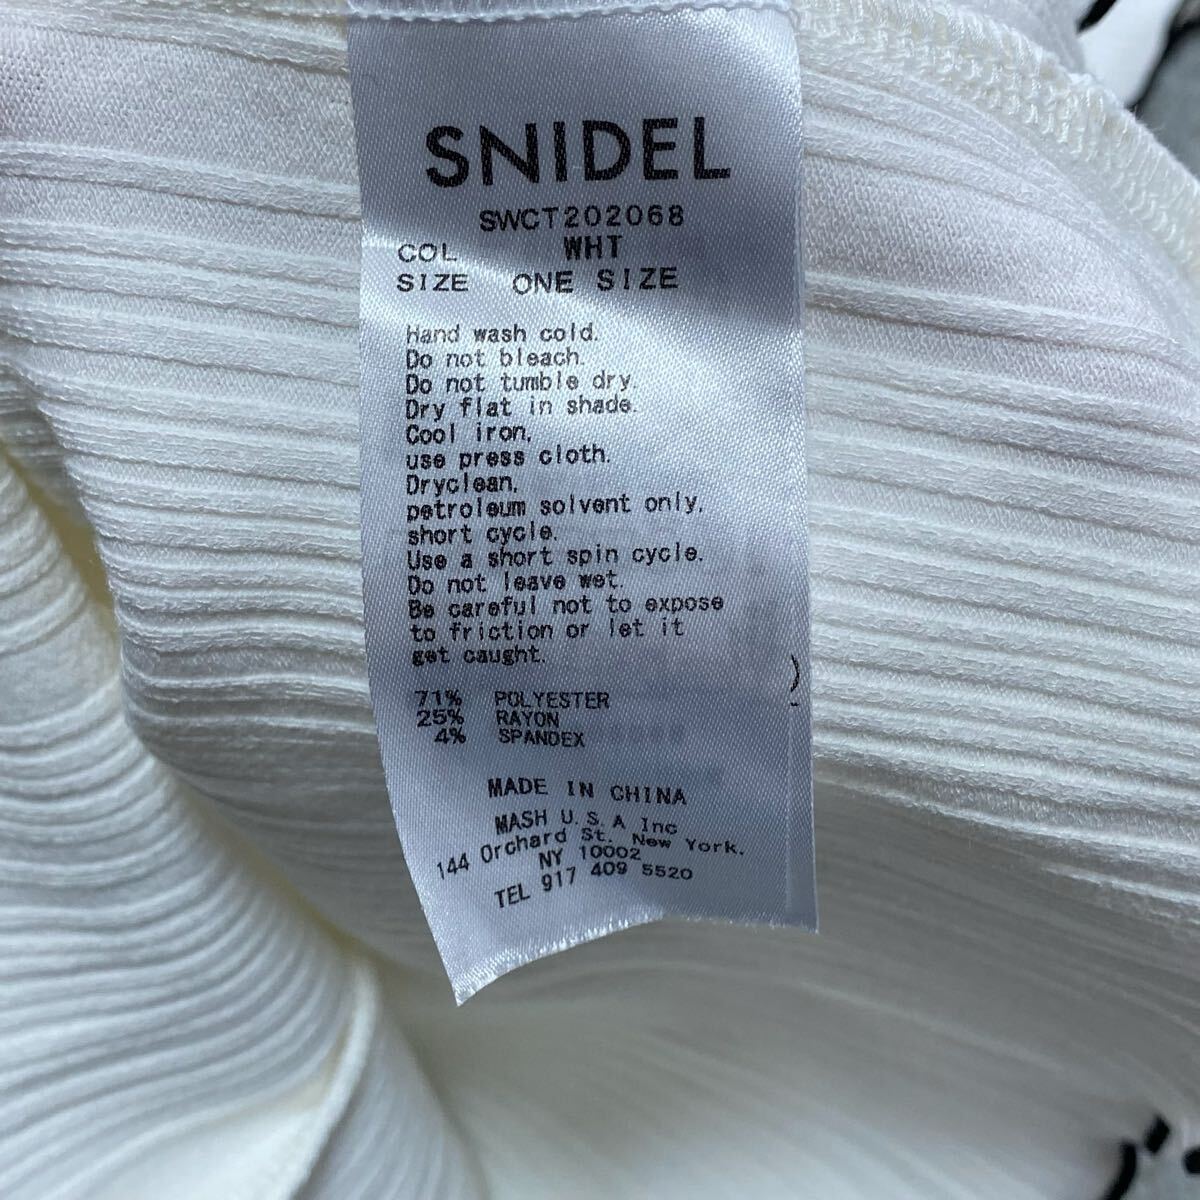 SNIDEL
SWCT202068
COL WHT
SIZE ONE SIZE
Hand wash cold.
Do not bleach.
Do not tumble dry.
Dry flat in shade.
Cool iron,
use press cloth.
Dryclean,
petroleum solvent only,
short cycle.
Use a short spin cycle.
Do not leave wet.
Be careful not to expose
to friction or let it
get caught.
71% POLYESTER
25% RAYON
4% SPANDEX
MADE IN CHINA
MASH U.S.A Inc
144 Orchard St. New York.
NY 10002
TEL 917 409 5520